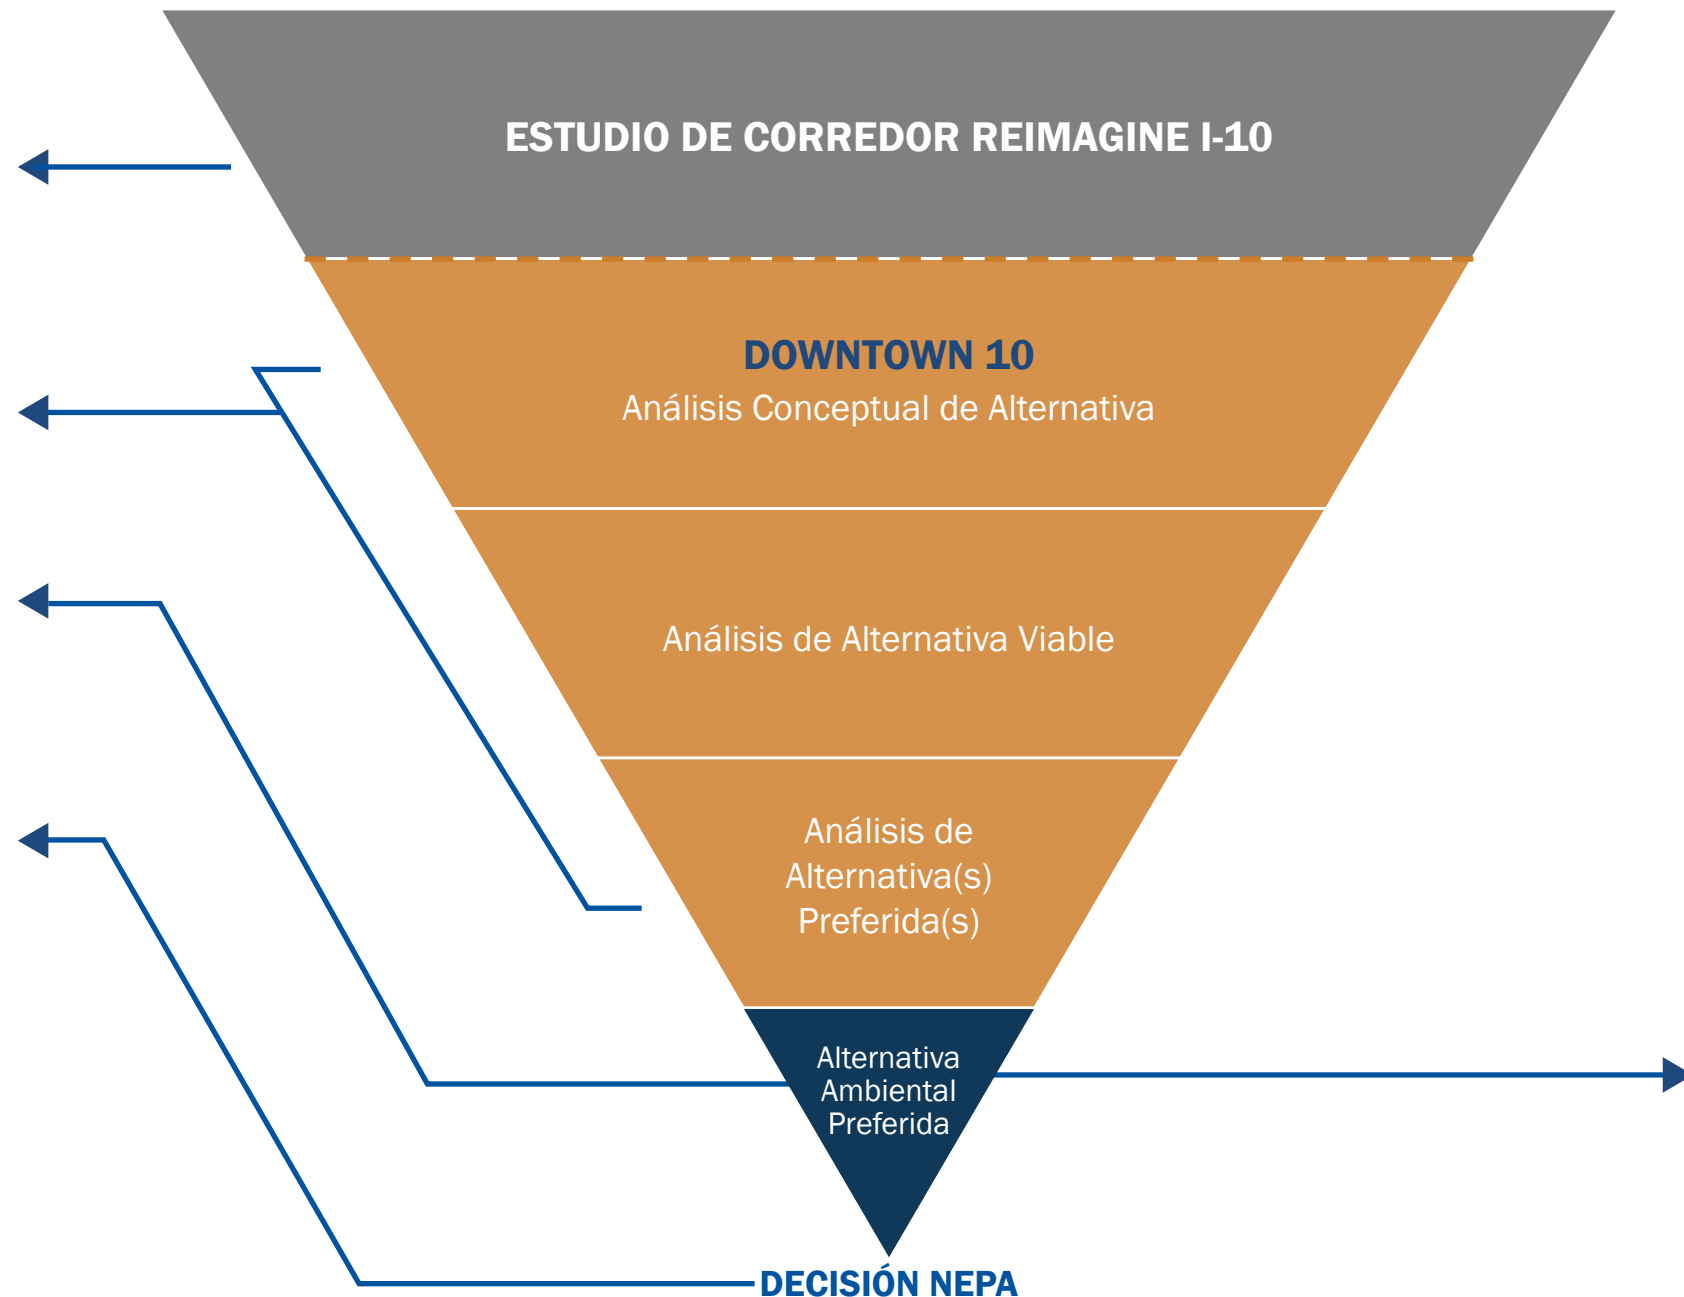 ESTUDIO DE CORREDOR REIMAGINE I-10
DOWNTOWN 10
Análisis Conceptual de Alternativa
Análisis de Alternativa Viable
Análisis de
Alternativa(s)
Preferida(s)
Alternativa
Ambiental
Preferida
DECISIÓN NEPA